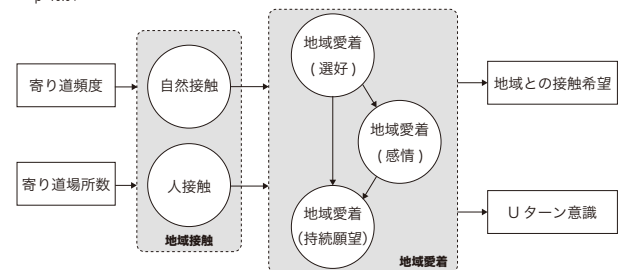 寄り道頻度
寄り道場所数
自然接触
人接触
地域接触
地域愛着
( 選好 )
地域愛着
( 感情 )
地域愛着
(持続願望)
地域愛着
地域との接触希望
U ターン意識